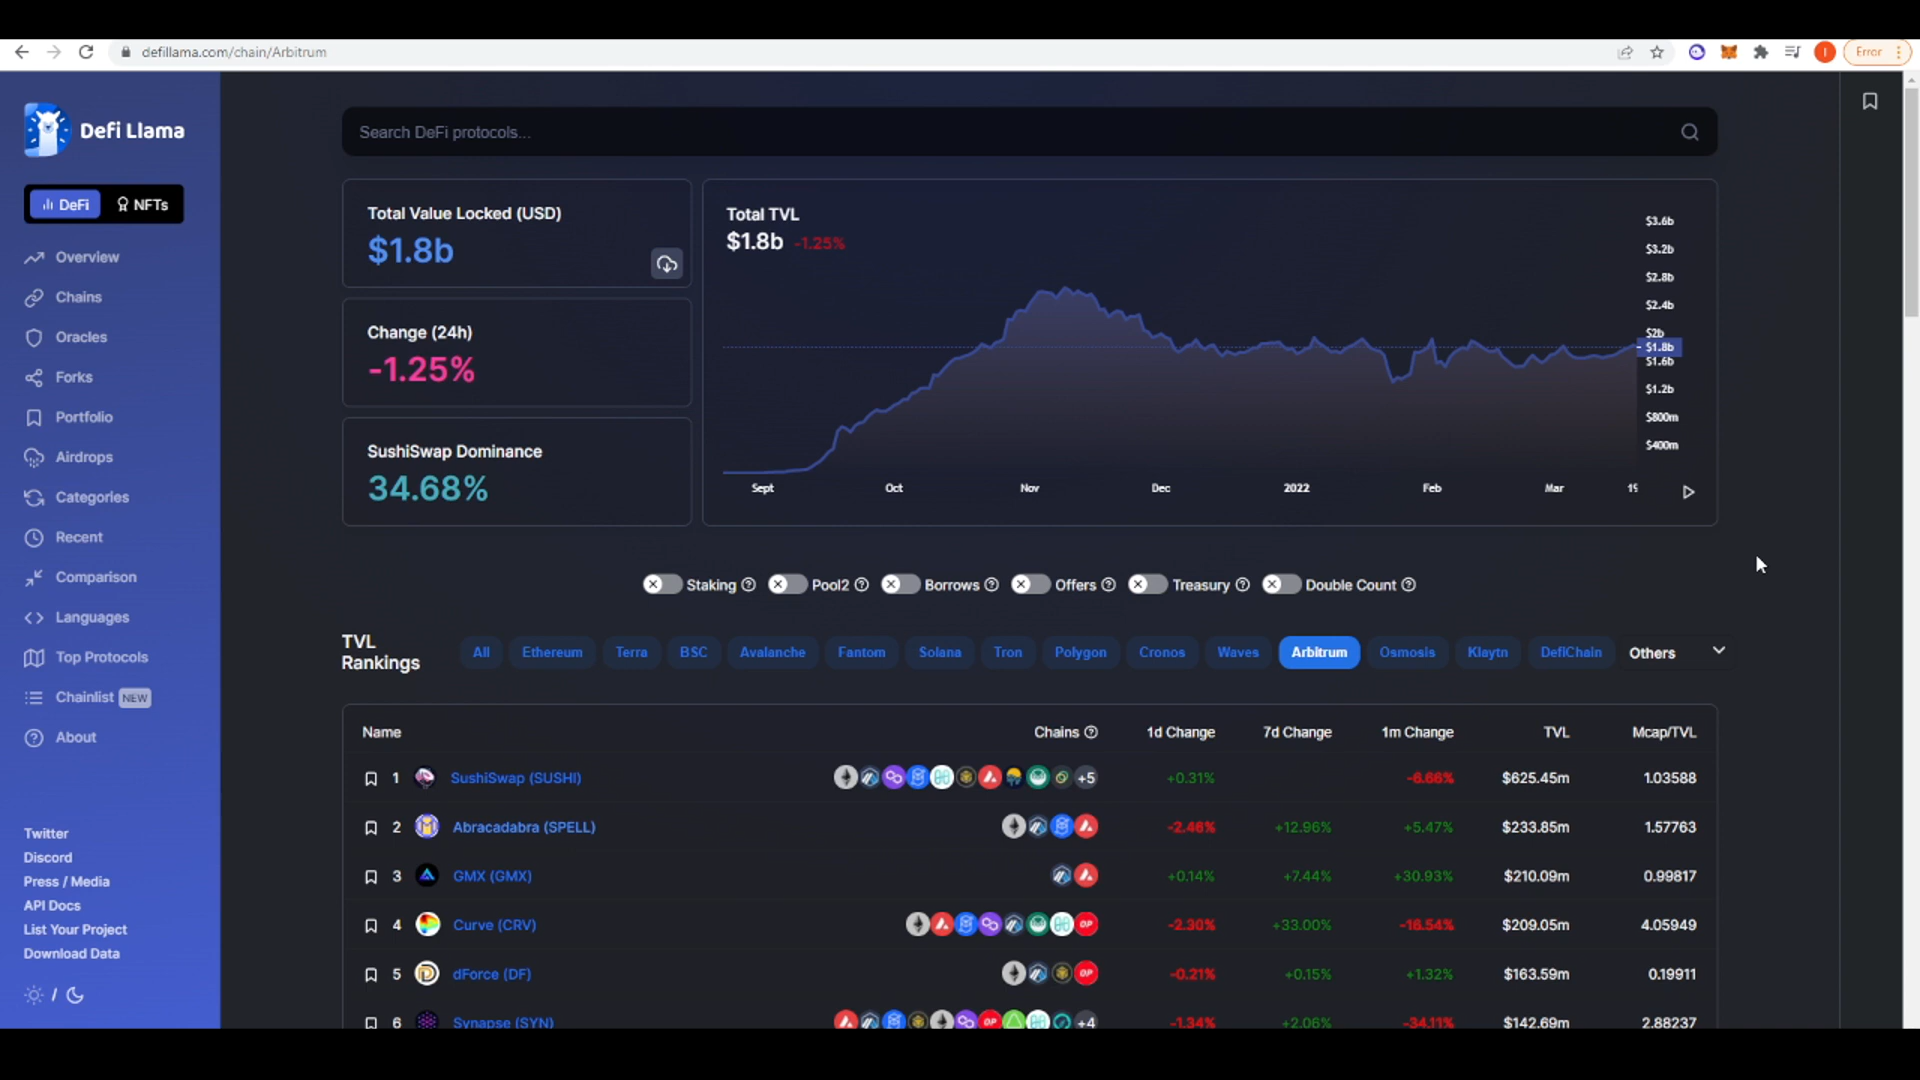 defillama.com/chain/Arbitrum
Error
Defi Llama
DeFi
NFTs
Overview
Chains
Oracles
Forks
Portfolio
Airdrops
Categories
Recent
Comparison
Languages
Top Protocols
Chainlist NEW
About
Twitter
Discord
Press / Media
API Docs
List Your Project
Download Data
/
Search DeFi protocols...
Total Value Locked (USD)
$1.8b
Change (24h)
-1.25%
SushiSwap Dominance
34.68%
Total TVL
$1.8b -1.25%
$3.6b
$3.2b
$2.8b
$2.4b
$2b
$1.8b
$1.6b
$1.2b
$800m
$400m
Sept Oct Nov Dec 2022 Feb Mar 19
Staking Pool2 Borrows Offers Treasury Double Count
TVL
Rankings
All Ethereum Terra BSC Avalanche Fantom Solana Tron Polygon Cronos Waves Arbitrum Osmosis Klaytn DefiChain Others
Name Chains 1d Change 7d Change 1m Change TVL Mcap/TVL
1 SushiSwap (SUSHI) +5 +0.31% -6.66% $625.45m 1.03588
2 Abracadabra (SPELL) -2.46% +12.96% +5.47% $233.85m 1.57763
3 GMX (GMX) +0.14% +7.44% +30.93% $210.09m 0.99817
4 Curve (CRV) OP -2.30% +33.00% -16.54% $209.05m 4.05949
5 dForce (DF) OP -0.21% +0.15% +1.32% $163.59m 0.19911
6 Synapse (SYN) OP +4 -1.34% +2.06% -34.11% $142.69m 2.88237